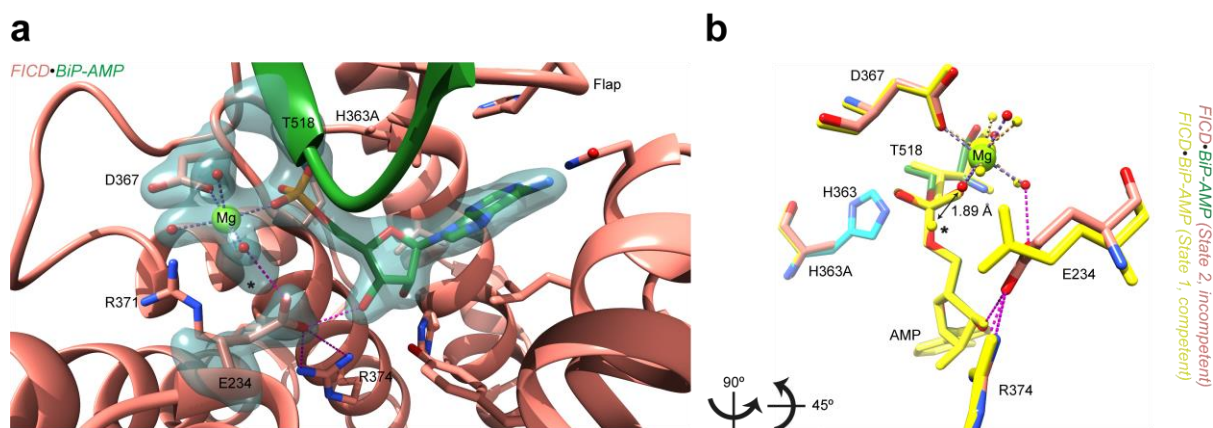 a
FICD•BiP-AMP
T518
H363A
Flap
D367
Mg
R371
*
E234
R374
b
D367
T518
Mg
H363
1.89 Å
*
H363A
E234
AMP
R374
90º
45º
FICD•BiP-AMP (State 2, incompetent)
FICD•BiP-AMP (State 1, competent)